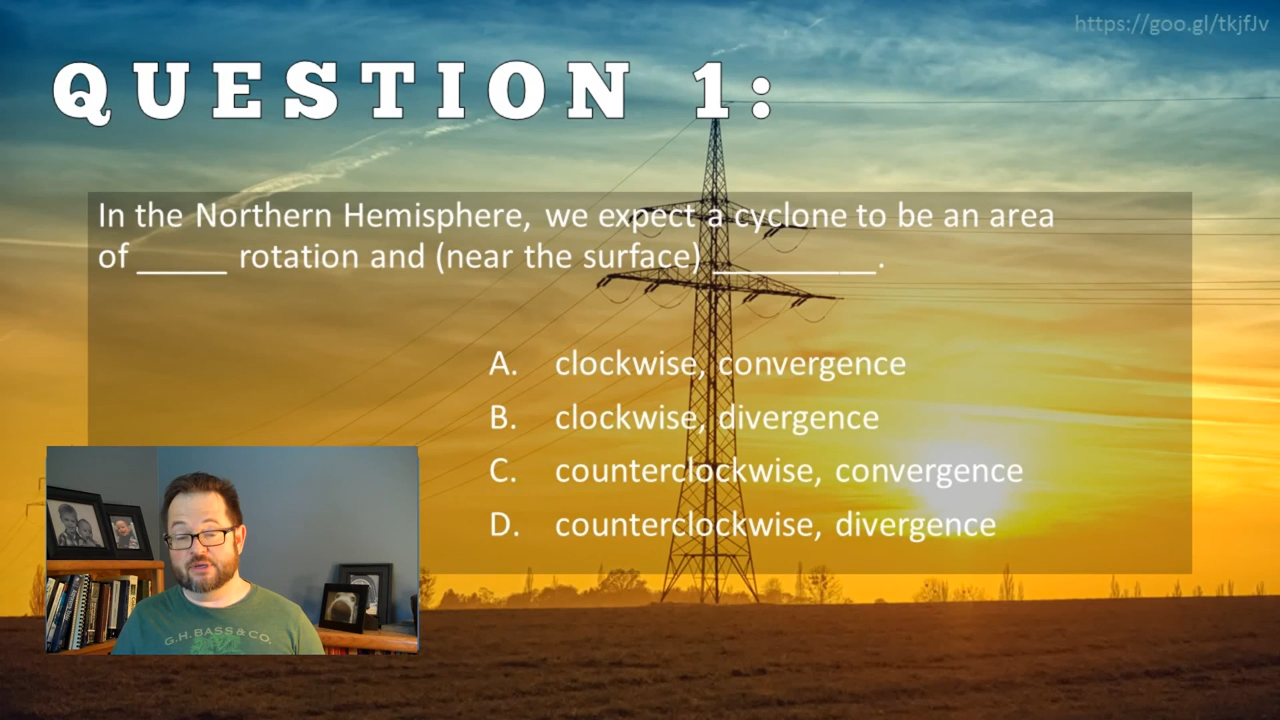 https://goo.gl/tkjfJv
QUESTION 1:
In the Northern Hemisphere, we expect a cyclone to be an area
of _____ rotation and (near the surface) _________.
A. clockwise, convergence
B. clockwise, divergence
C. counterclockwise, convergence
D. counterclockwise, divergence
G.H.BASS&CO.